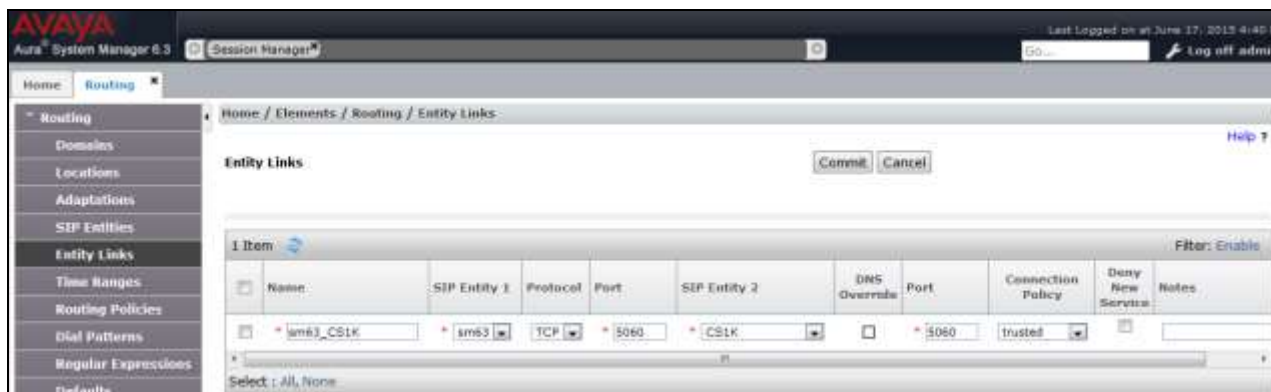 AVAYA
Last Logged on at June 17, 2015 4:40
Aura® System Manager 6.3
Session Manager
Go...
Log off admi
Home
Routing
Routing
Home / Elements / Routing / Entity Links
Help ?
Domains
Entity Links
Commit
Cancel
Locations
Adaptations
SIP Entities
1 Item
Filter: Enable
Entity Links
Time Ranges
Name
SIP Entity 1
Protocol
Port
SIP Entity 2
DNS Override
Port
Connection Policy
Deny New Service
Notes
Routing Policies
Dial Patterns
* sm63_CS1K
* sm63
TCP
* 5060
* CS1K
* 5060
trusted
Regular Expressions
Select : All, None
Defaults